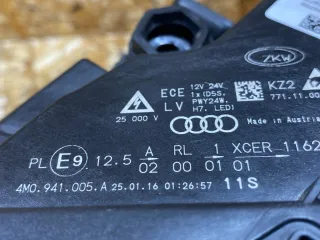 ZKW
ECE 12V 24V
1x(D5S,
LV PWY24W,
H7, LED)
KZ2
771.11.00
25 000 V
Made in Austria
PL E9 12.5 A RL 1 XCER 1162
02 00 01 01
4M0.941.005.A 25.01.16 01:26:57 11S